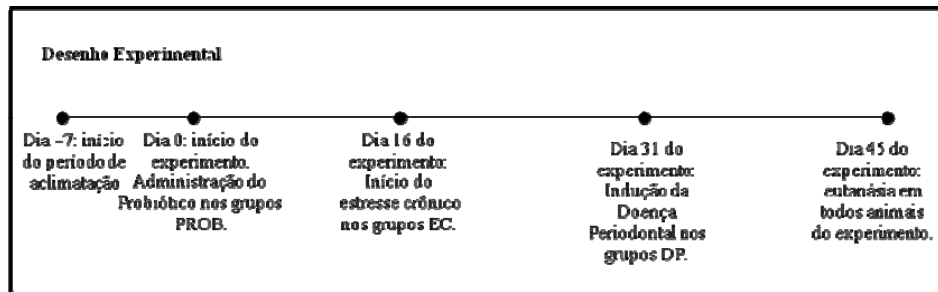 Desenho Experimental
Dia -7: início
do período de
aclimatação
Dia 0: início do
experimento.
Administração do
Probiótico nos grupos
PROB.
Dia 16 do
experimento:
Início do
estresse crônico
nos grupos EC.
Dia 31 do
experimento:
Indução da
Doença
Periodontal nos
grupos DP.
Dia 45 do
experimento:
eutanásia em
todos animais
do experimento.